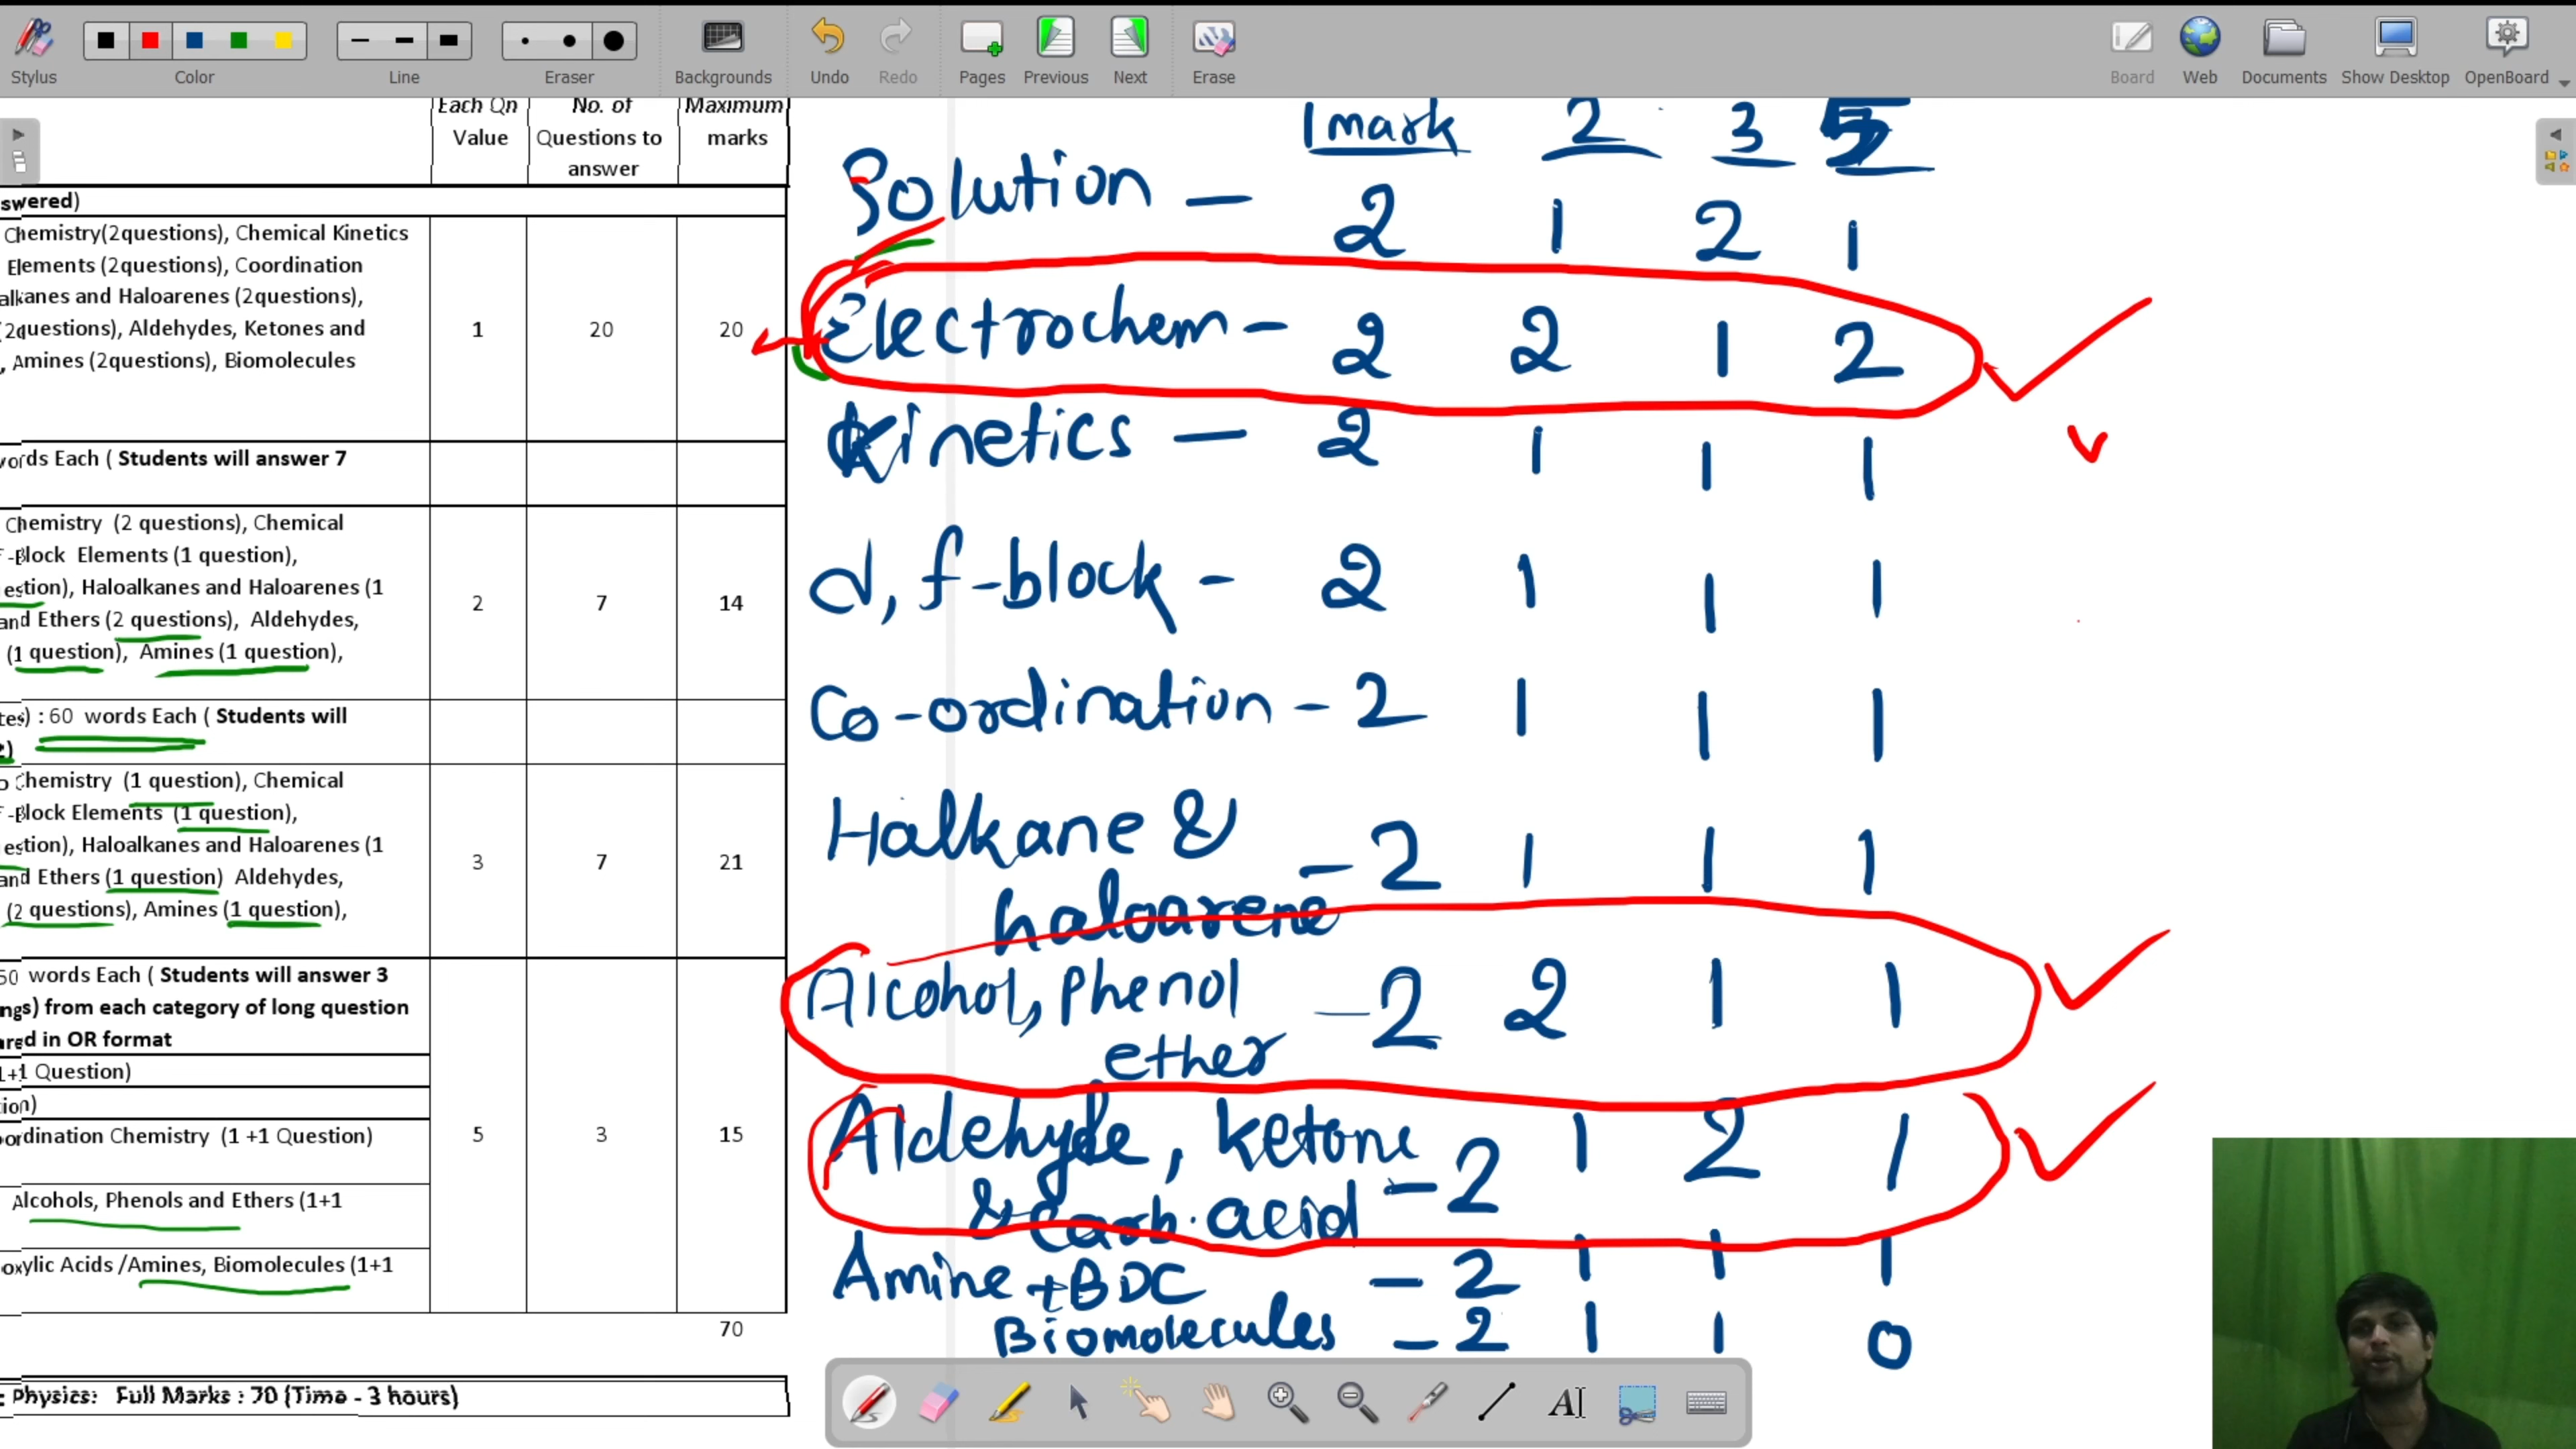 Stylus Color Line Eraser Backgrounds Undo Redo Pages Previous Next Erase Board Web Documents Show Desktop OpenBoard
Each Qn Value No. of Questions to answer Maximum marks
swered)
Chemistry(2questions), Chemical Kinetics
Elements (2questions), Coordination
alkanes and Haloarenes (2questions),
(2questions), Aldehydes, Ketones and
, Amines (2questions), Biomolecules
1 20 20
words Each ( Students will answer 7
Chemistry (2 questions), Chemical
f -Block Elements (1 question),
estion), Haloalkanes and Haloarenes (1
and Ethers (2 questions), Aldehydes,
(1 question), Amines (1 question),
2 7 14
tes) : 60 words Each ( Students will
Chemistry (1 question), Chemical
f -Block Elements (1 question),
estion), Haloalkanes and Haloarenes (1
and Ethers (1 question) Aldehydes,
(2 questions), Amines (1 question),
3 7 21
50 words Each ( Students will answer 3
ngs) from each category of long question
ared in OR format
1+1 Question)
tion)
oordination Chemistry (1 +1 Question)
Alcohols, Phenols and Ethers (1+1
oxylic Acids /Amines, Biomolecules (1+1
5 3 15
70
: Physics: Full Marks : 70 (Time - 3 hours)
1 mark 2 3 5
Solution – 2 1 2 1
Electrochem – 2 2 1 2
Kinetics – 2 1 1 1
d, f-block - 2 1 1 1
Co-ordination - 2 1 1 1
Halkane &
haloarene – 2 1 1 1
Alcohol, Phenol
ether – 2 2 1 1
Aldehyde, ketone
& carb. acid – 2 1 2 1
Amine + BDC – 2 1 1 1
Biomolecules – 2 1 1 0